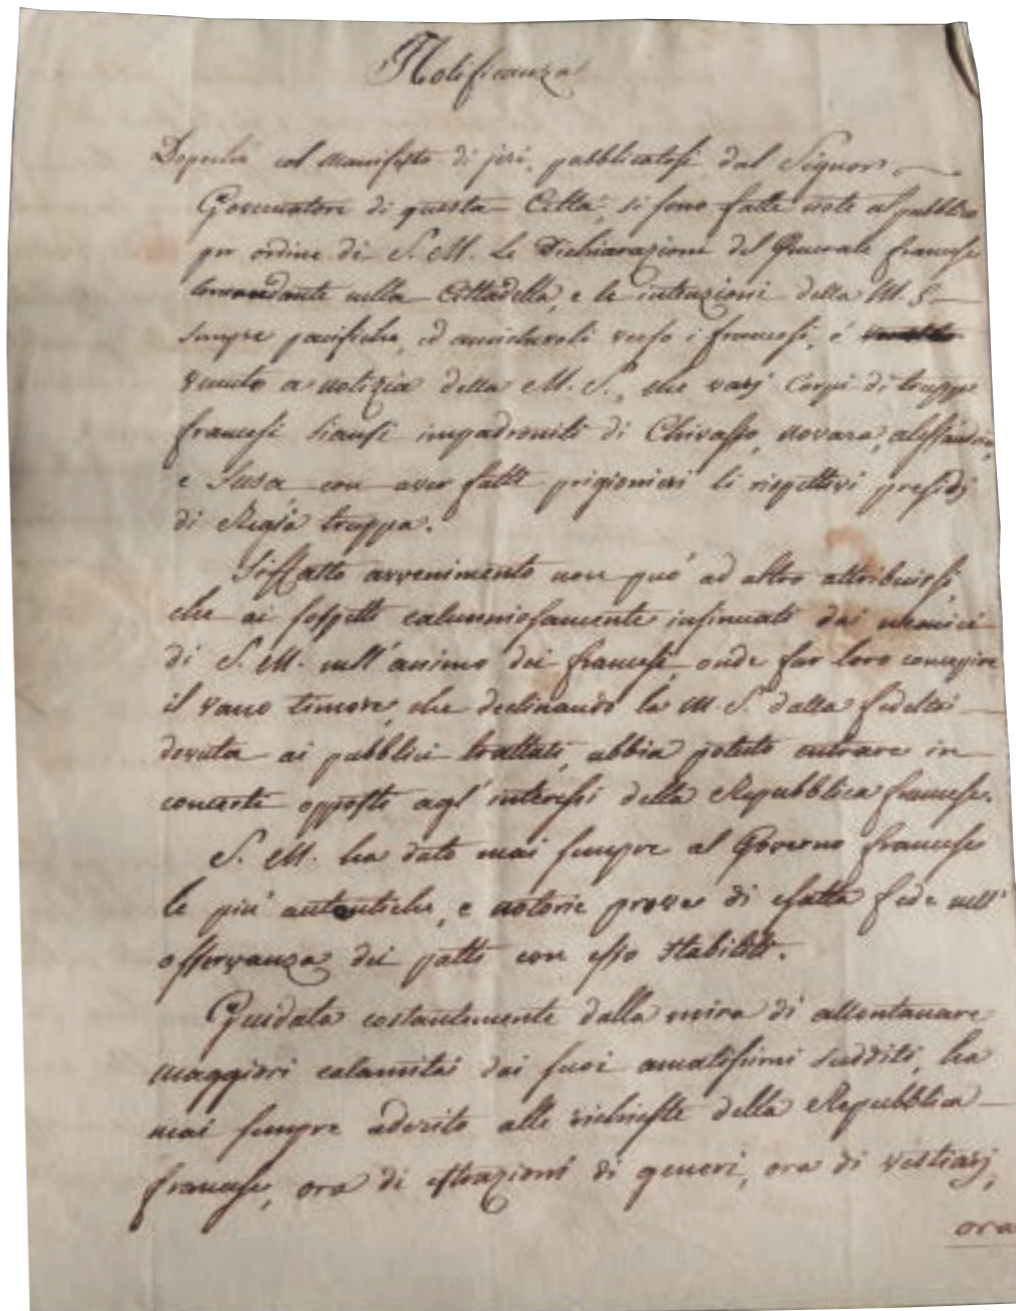 Notificanza
Dopochè col manifesto di jeri, pubblicatosi dal Signor
Governatore di questa Città, si sono fatte note al pubblico
per ordine di S. M. le Dichiarazioni del Generale francese
Comandante nella Cittadella, e le intenzioni della M. S.
sempre pacifiche, ed amichevoli verso i francesi, é
venuto a notizia della M. S., che varj Corpi di truppe
francesi siansi impadroniti di Chivasso, Novara, Alessandria,
e Susa con aver fatti prigionieri li rispettivi presidj
di Regia truppa.
Siffatto avvenimento non può ad altro attribuirsi,
che ai sospetti calunniosamente insinuati dai nemici
di S. M. nell'animo dei francesi, onde far loro concepire
il vano timore, che declinando la M. S. dalla fedeltà
dovuta ai pubblici trattati, abbia potuto entrare in
concerti opposti agl'interessi della Repubblica francese.
S. M. ha dato mai sempre al Governo francese
le più autentiche, e notorie prove di esatta fede nell'
osservanza dei patti con esso stabiliti.
Guidata costantemente dalla mira di allontanare
maggiori calamità dai suoi amatissimi sudditi, ha
mai sempre aderito alle richieste della Repubblica
francese, ora di estrazioni di generi, ora di vestiarj,
ora